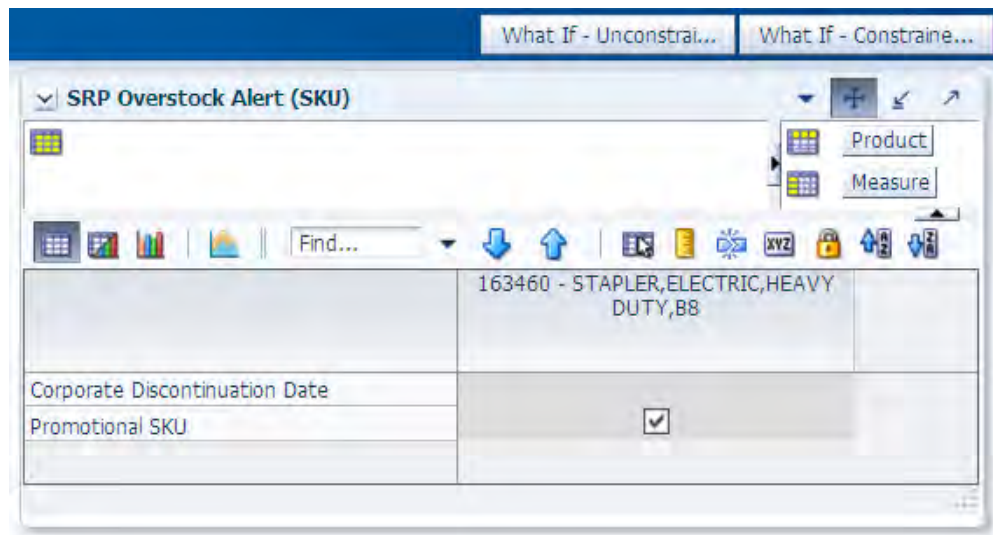 What If - Unconstrai...
What If - Constraine...
SRP Overstock Alert (SKU)
Product
Measure
Find...
XYZ
A
Z
Z
A
163460 - STAPLER,ELECTRIC,HEAVY
DUTY,B8
Corporate Discontinuation Date
Promotional SKU